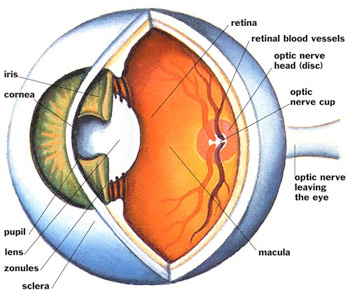 retina
retinal blood vessels
optic nerve
head (disc)
optic
nerve cup
iris
cornea
optic nerve
leaving
the eye
pupil
lens
zonules
sclera
macula